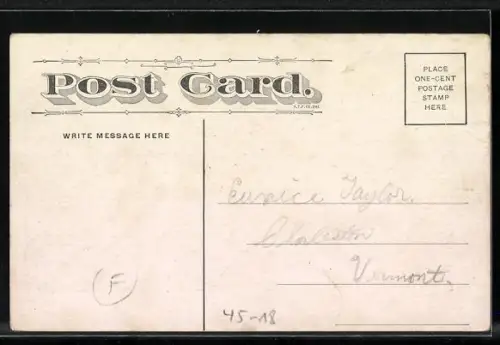 Post Card.
PLACE
ONE-CENT
POSTAGE
STAMP
HERE
WRITE MESSAGE HERE
Eunice Taylor.
Vermont.
F
45-18